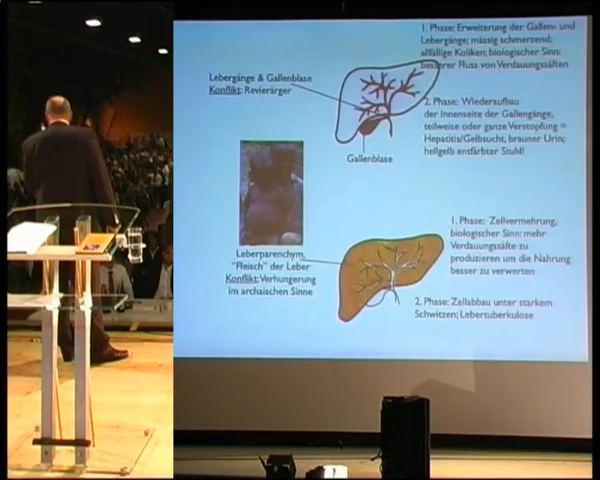 1. Phase: Erweiterung der Gallen- und
Lebergänge; mässig schmerzend;
allfällige Koliken; biologischer Sinn:
besserer Fluss von Verdauungssäften
Lebergänge & Gallenblase
Konflikt: Revierärger
2. Phase: Wiederaufbau
der Innenseite der Gallengänge,
teilweise oder ganze Verstopfung =
Hepatitis/Gelbsucht, brauner Urin;
hellgelb entfärbter Stuhl!
Gallenblase
1. Phase: Zellvermehrung,
biologischer Sinn: mehr
Verdauungssäfte zu
produzieren um die Nahrung
besser zu verwerten
Leberparenchym,
"Fleisch" der Leber
Konflikt: Verhungerung
im archaischen Sinne
2. Phase: Zellabbau unter starkem
Schwitzen; Lebertuberkulose